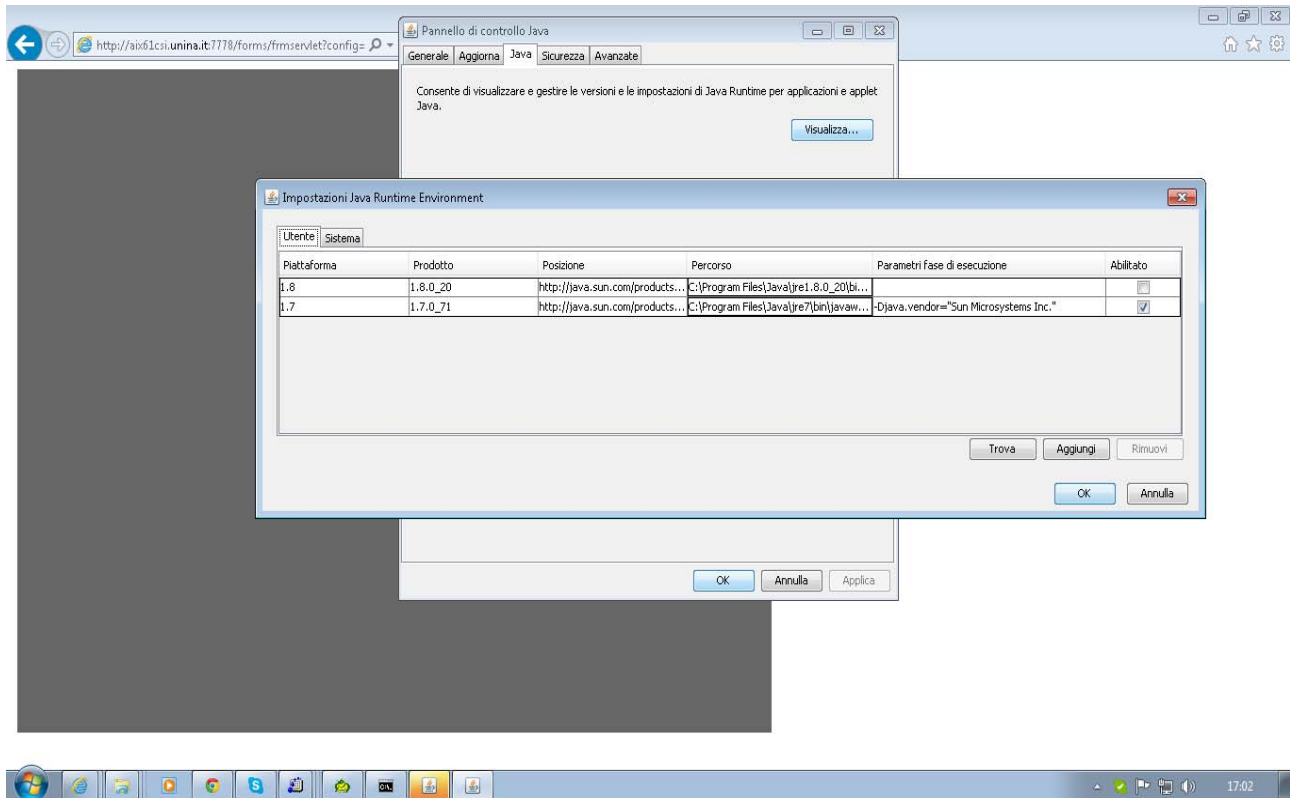 http://aix61csi.unina.it:7778/forms/frmservlet?config=
Pannello di controllo Java
Generale Aggiorna Java Sicurezza Avanzate
Consente di visualizzare e gestire le versioni e le impostazioni di Java Runtime per applicazioni e applet
Java.
Visualizza...
Impostazioni Java Runtime Environment
Utente Sistema
Piattaforma Prodotto Posizione Percorso Parametri fase di esecuzione Abilitato
1.8 1.8.0_20 http://java.sun.com/products... C:\Program Files\Java\jre1.8.0_20\bi...
1.7 1.7.0_71 http://java.sun.com/products... C:\Program Files\Java\jre7\bin\javaw... -Djava.vendor="Sun Microsystems Inc."
Trova Aggiungi Rimuovi
OK Annulla
OK Annulla Applica
17:02